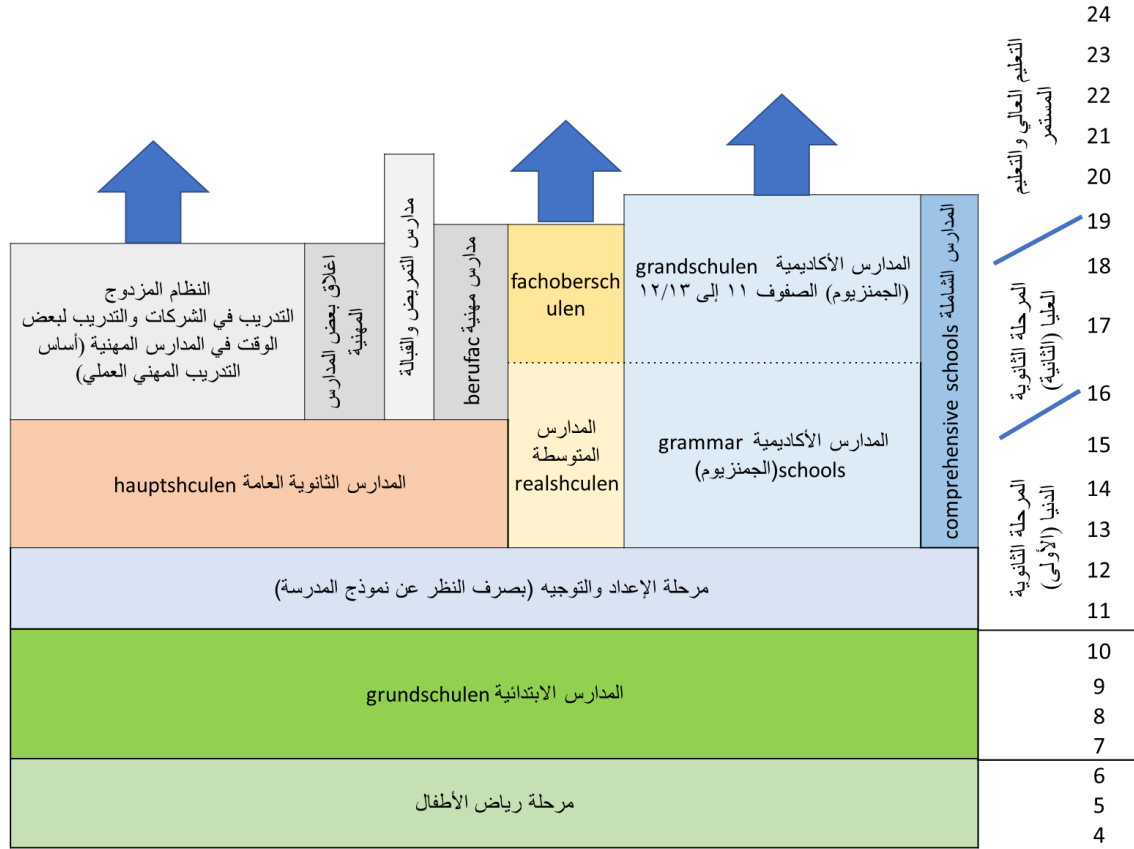 24
23
22
21
20
19
18
17
16
15
14
13
12
11
10
9
8
7
6
5
4
التعليم العالي والتعليم
المستمر
المرحلة الثانوية
العليا (الثانية)
المرحلة الثانوية
الدنيا (الأولى)
المدارس الشاملة comprehensive schools
المدارس الأكاديمية grandschulen
(الجمنزيوم) الصفوف ١١ إلى ١٢/١٣
المدارس الأكاديمية grammar
schools(الجمنزيوم)
fachobersch
ulen
المدارس
المتوسطة
realshculen
مدارس مهنية berufac
مدارس التمريض والقبالة
اغلاق بعض المدارس
المهنية
النظام المزدوج
التدريب في الشركات والتدريب لبعض
الوقت في المدارس المهنية (أساس
التدريب المهني العملي)
المدارس الثانوية العامة hauptshculen
مرحلة الإعداد والتوجيه (بصرف النظر عن نموذج المدرسة)
المدارس الابتدائية grundschulen
مرحلة رياض الأطفال